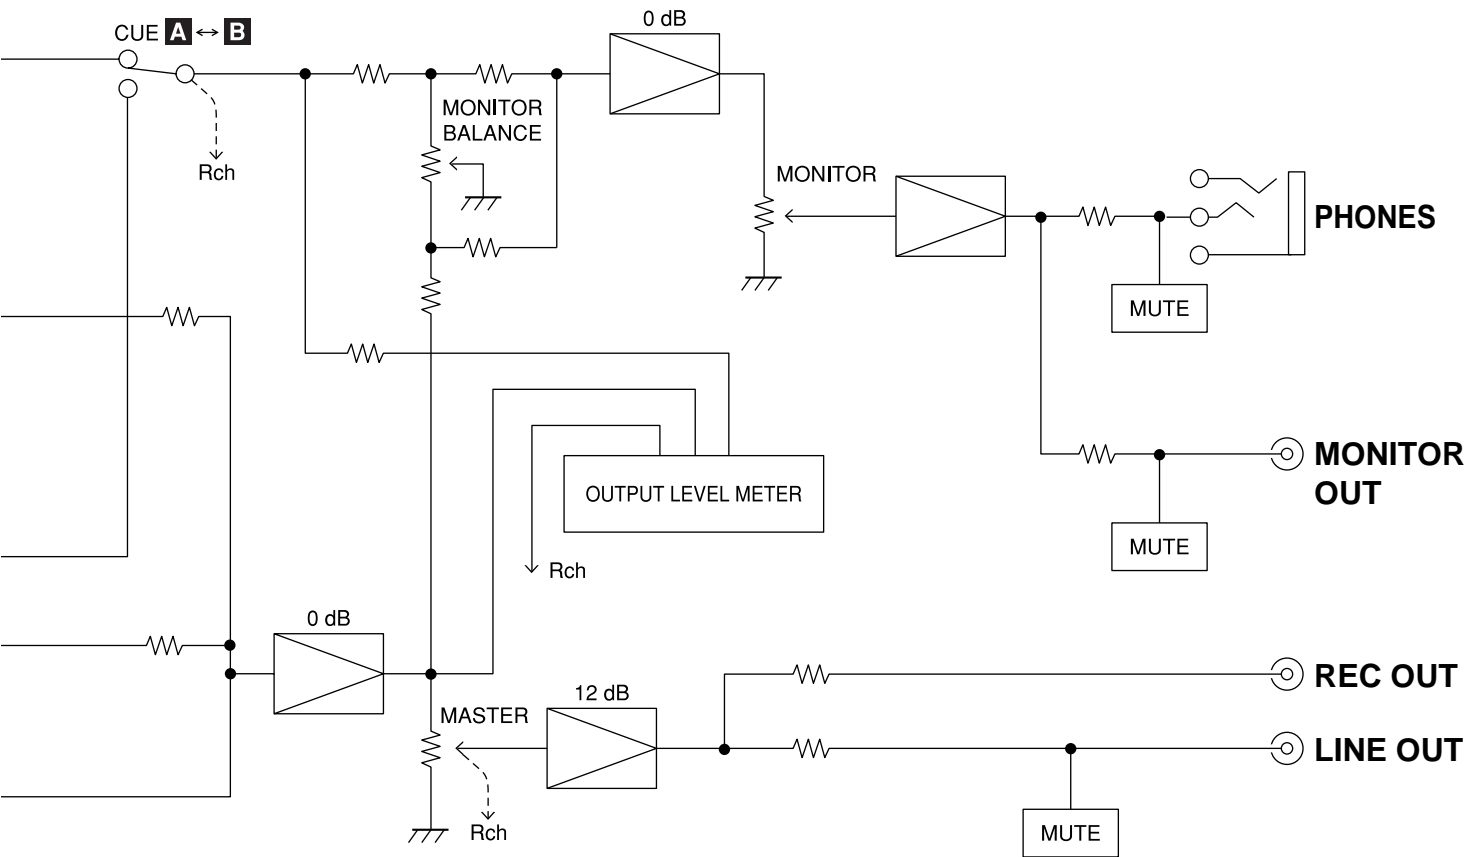 0 dB
CUE A ↔ B
MONITOR
BALANCE
Rch
MONITOR
PHONES
MUTE
MONITOR
OUT
OUTPUT LEVEL METER
MUTE
Rch
0 dB
REC OUT
12 dB
MASTER
LINE OUT
Rch
MUTE